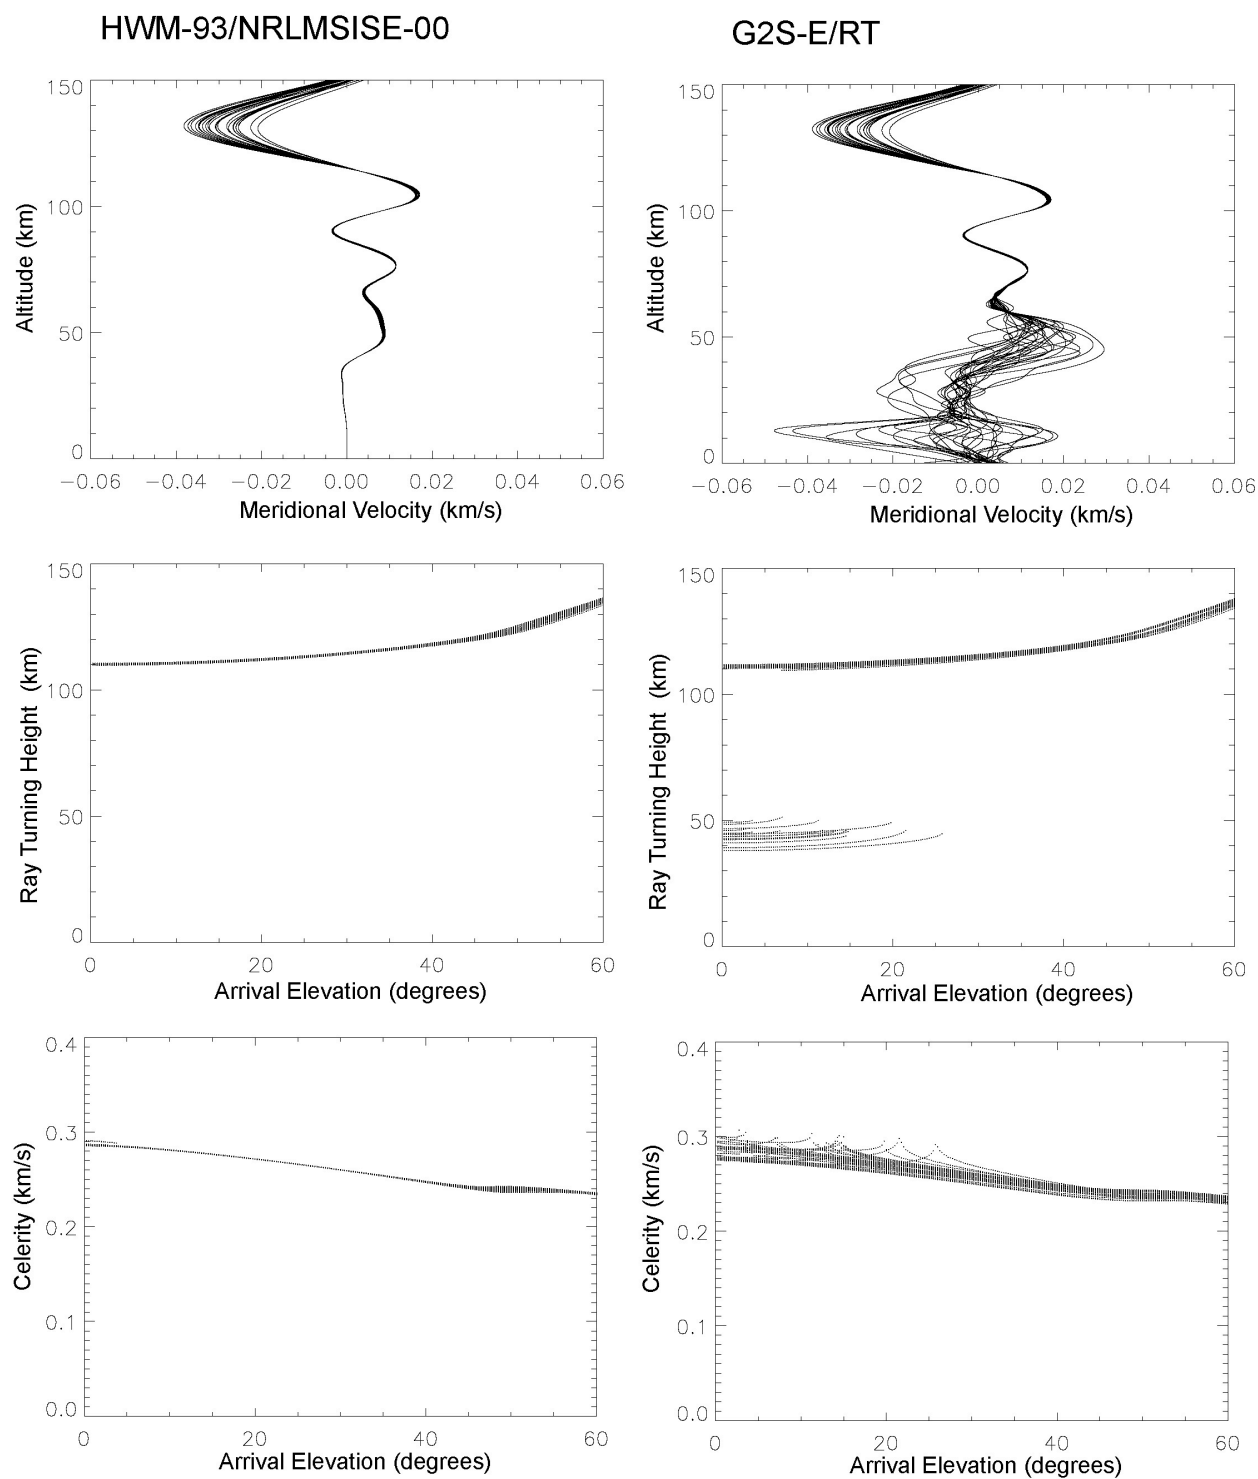 HWM-93/NRLMSISE-00
G2S-E/RT
150
100
50
0
Altitude (km)
−0.06 −0.04 −0.02 0.00 0.02 0.04 0.06
Meridional Velocity (km/s)
150
100
50
0
Altitude (km)
−0.06 −0.04 −0.02 0.00 0.02 0.04 0.06
Meridional Velocity (km/s)
150
100
50
0
Ray Turning Height (km)
0 20 40 60
Arrival Elevation (degrees)
150
100
50
0
Ray Turning Height (km)
0 20 40 60
Arrival Elevation (degrees)
0.4
0.3
0.2
0.1
0.0
Celerity (km/s)
0 20 40 60
Arrival Elevation (degrees)
0.4
0.3
0.2
0.1
0.0
Celerity (km/s)
0 20 40 60
Arrival Elevation (degrees)